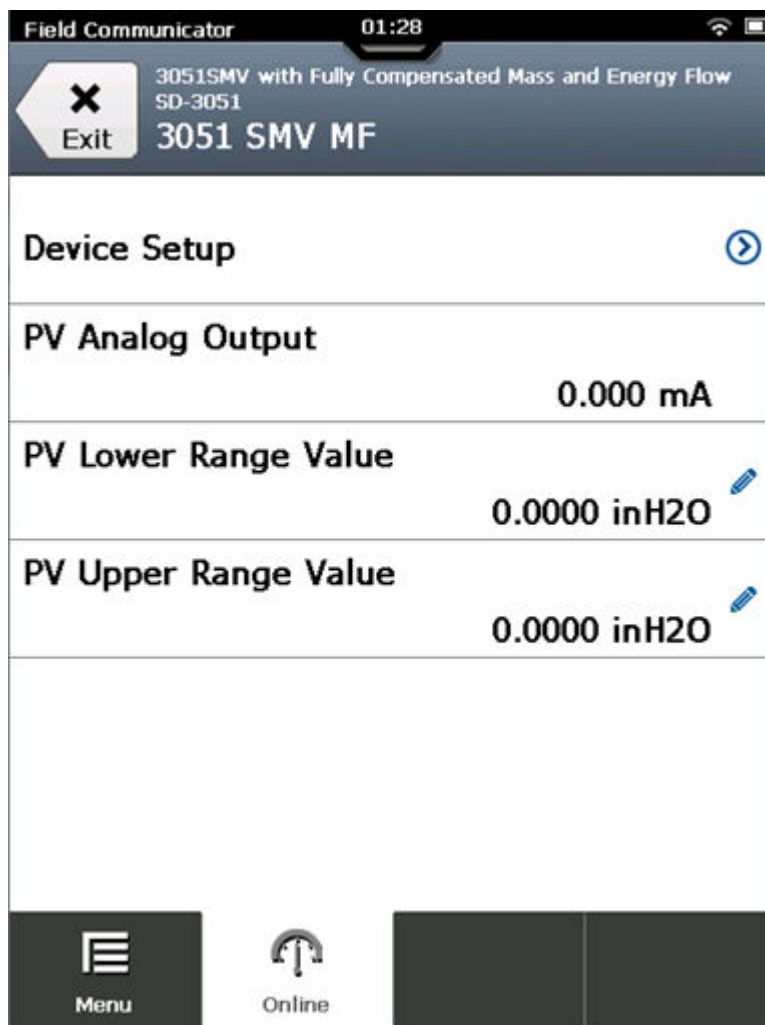 Field Communicator 01:28
3051SMV with Fully Compensated Mass and Energy Flow
SD-3051
Exit 3051 SMV MF
Device Setup
PV Analog Output
0.000 mA
PV Lower Range Value
0.0000 inH2O
PV Upper Range Value
0.0000 inH2O
Menu Online